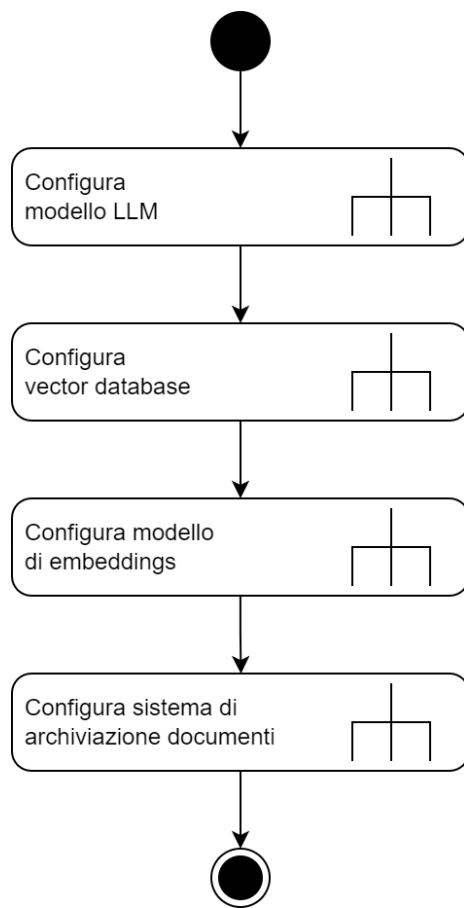 Configura
modello LLM
Configura
vector database
Configura modello
di embeddings
Configura sistema di
archiviazione documenti